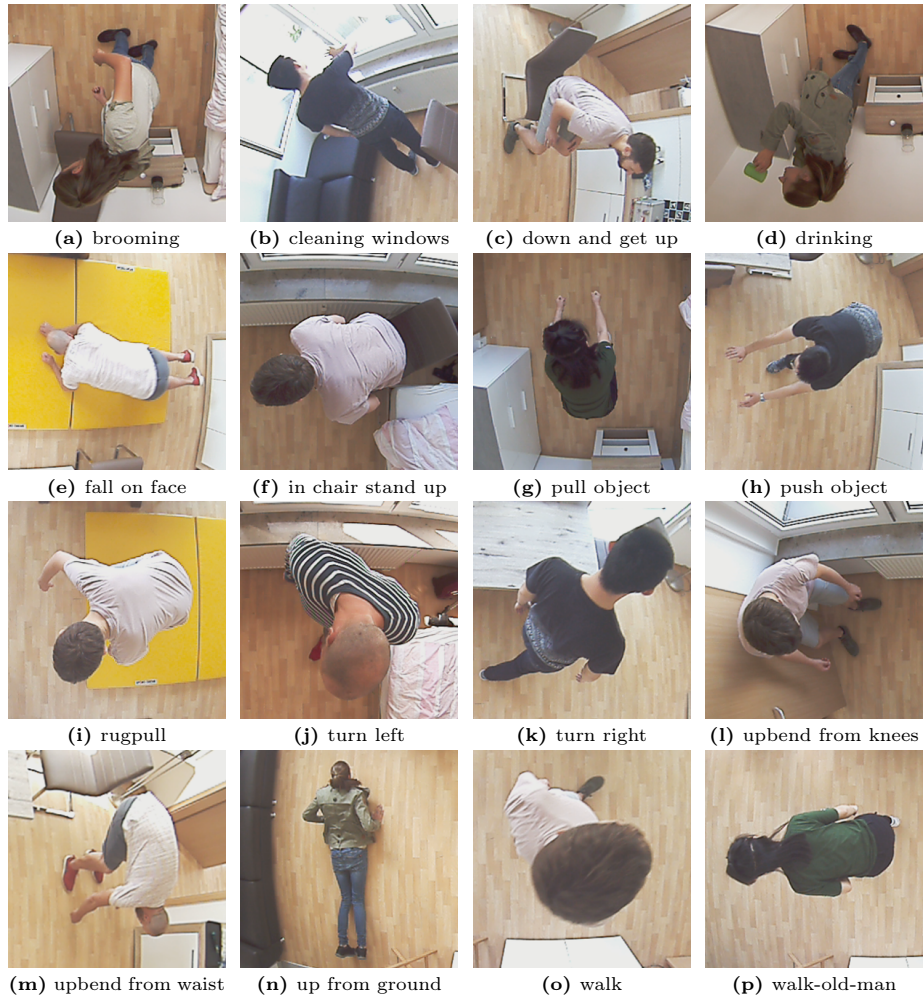 (a) brooming
(b) cleaning windows
(c) down and get up
(d) drinking
(e) fall on face
(f) in chair stand up
(g) pull object
(h) push object
(i) rugpull
(j) turn left
(k) turn right
(l) upbend from knees
(m) upbend from waist
(n) up from ground
(o) walk
(p) walk-old-man